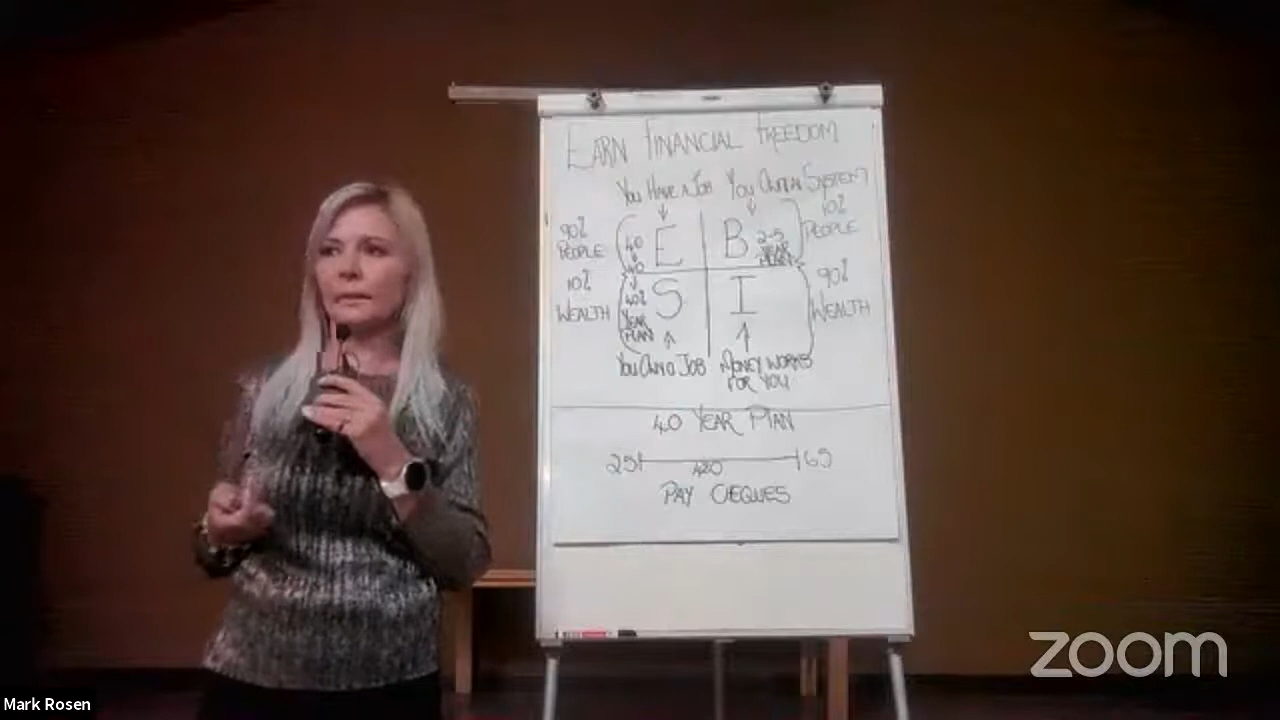 EARN FINANCIAL FREEDOM
YOU HAVE A JOB YOU OWN A SYSTEM
90% PEOPLE
10% WEALTH
40
40
E
B
2-5 YEAR PLAN
10% PEOPLE
40% YEAR PLAN
S
I
90% WEALTH
YOU OWN A JOB
MONEY WORKS FOR YOU
40 YEAR PLAN
25
480
65
PAY CHEQUES
zoom
Mark Rosen